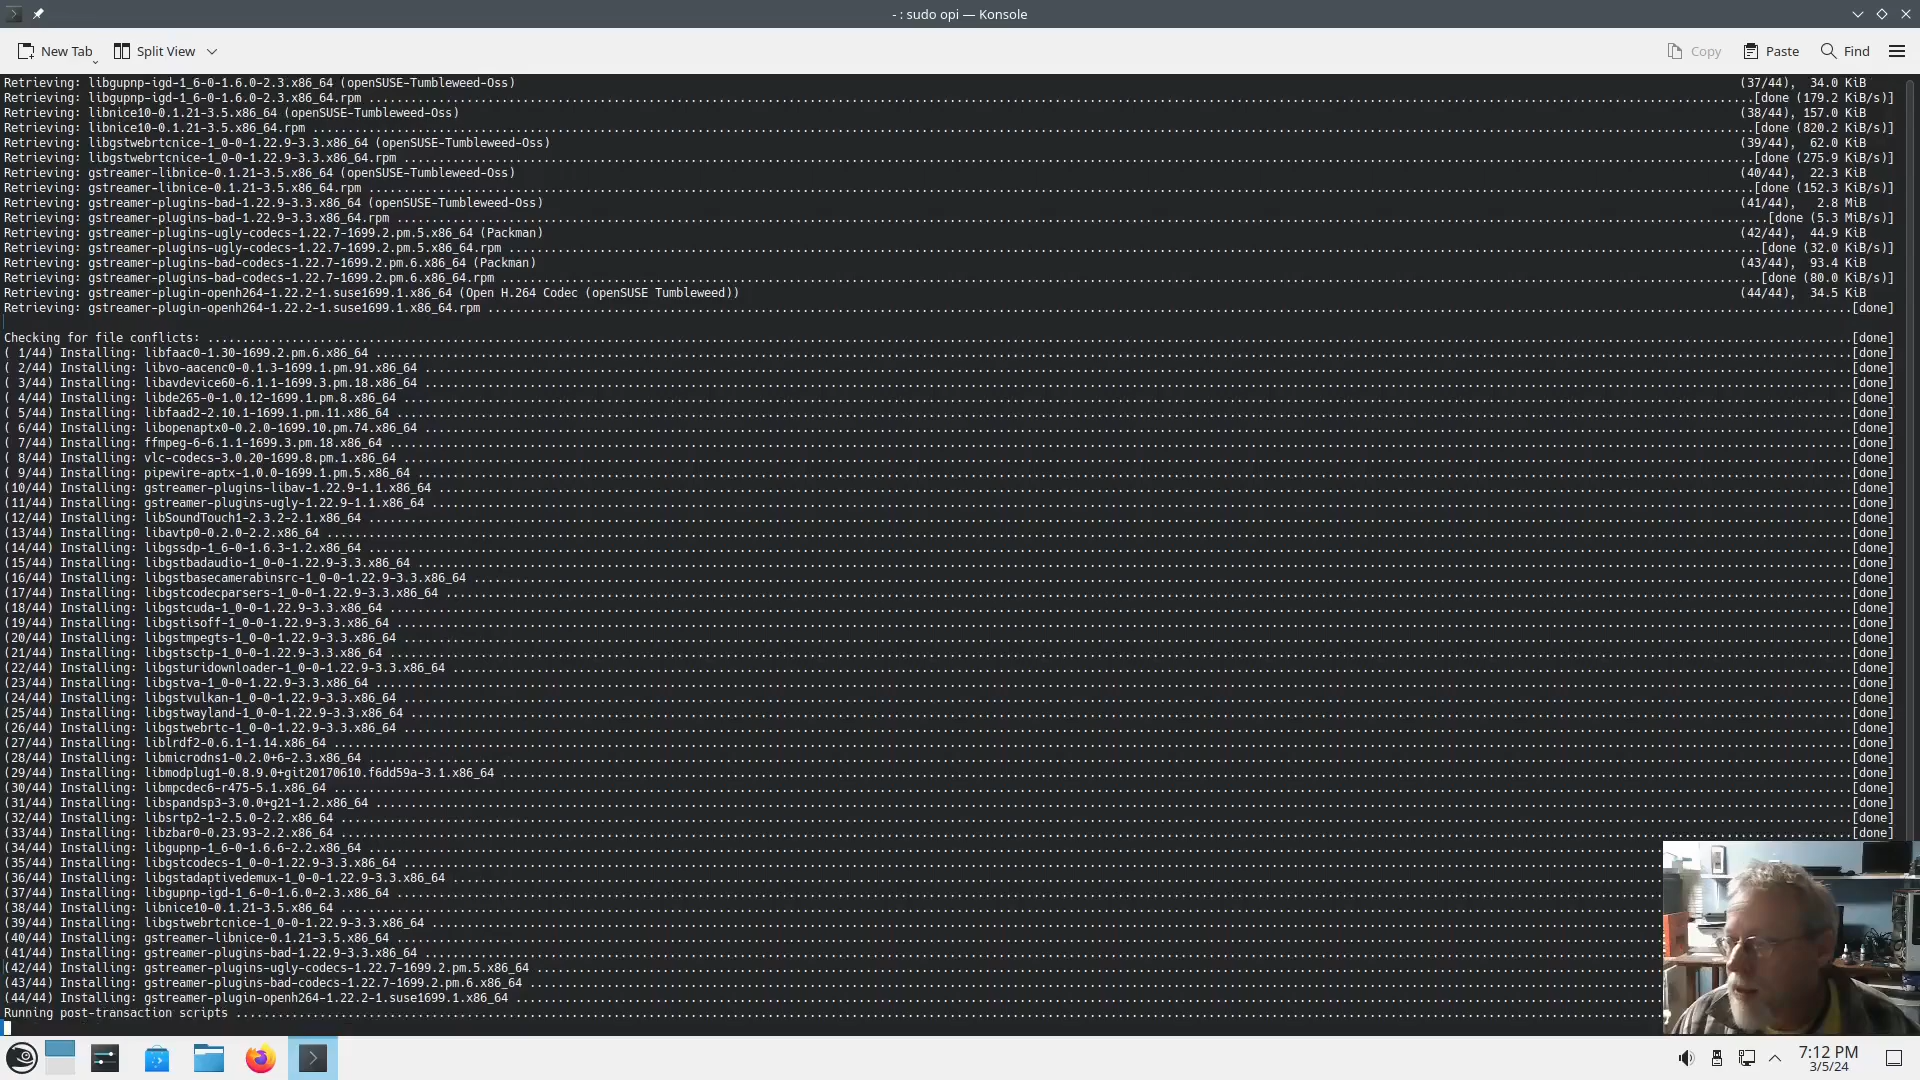 - : sudo opi — Konsole
New Tab Split View Copy Paste Find
Retrieving: libgupnp-igd-1_6-0-1.6.0-2.3.x86_64 (openSUSE-Tumbleweed-Oss) (37/44), 34.0 KiB
Retrieving: libgupnp-igd-1_6-0-1.6.0-2.3.x86_64.rpm ...[done (179.2 KiB/s)]
Retrieving: libnice10-0.1.21-3.5.x86_64 (openSUSE-Tumbleweed-Oss) (38/44), 157.0 KiB
Retrieving: libnice10-0.1.21-3.5.x86_64.rpm ...[done (820.2 KiB/s)]
Retrieving: libgstwebrtcnice-1_0-0-1.22.9-3.3.x86_64 (openSUSE-Tumbleweed-Oss) (39/44), 62.0 KiB
Retrieving: libgstwebrtcnice-1_0-0-1.22.9-3.3.x86_64.rpm ...[done (275.9 KiB/s)]
Retrieving: gstreamer-libnice-0.1.21-3.5.x86_64 (openSUSE-Tumbleweed-Oss) (40/44), 22.3 KiB
Retrieving: gstreamer-libnice-0.1.21-3.5.x86_64.rpm ...[done (152.3 KiB/s)]
Retrieving: gstreamer-plugins-bad-1.22.9-3.3.x86_64 (openSUSE-Tumbleweed-Oss) (41/44), 2.8 MiB
Retrieving: gstreamer-plugins-bad-1.22.9-3.3.x86_64.rpm ...[done (5.3 MiB/s)]
Retrieving: gstreamer-plugins-ugly-codecs-1.22.7-1699.2.pm.5.x86_64 (Packman) (42/44), 44.9 KiB
Retrieving: gstreamer-plugins-ugly-codecs-1.22.7-1699.2.pm.5.x86_64.rpm ...[done (32.0 KiB/s)]
Retrieving: gstreamer-plugins-bad-codecs-1.22.7-1699.2.pm.6.x86_64 (Packman) (43/44), 93.4 KiB
Retrieving: gstreamer-plugins-bad-codecs-1.22.7-1699.2.pm.6.x86_64.rpm ...[done (80.0 KiB/s)]
Retrieving: gstreamer-plugin-openh264-1.22.2-1.suse1699.1.x86_64 (Open H.264 Codec (openSUSE Tumbleweed)) (44/44), 34.5 KiB
Retrieving: gstreamer-plugin-openh264-1.22.2-1.suse1699.1.x86_64.rpm ...[done]
Checking for file conflicts: ...[done]
( 1/44) Installing: libfaac0-1.30-1699.2.pm.6.x86_64 ...[done]
( 2/44) Installing: libvo-aacenc0-0.1.3-1699.1.pm.91.x86_64 ...[done]
( 3/44) Installing: libavdevice60-6.1.1-1699.3.pm.18.x86_64 ...[done]
( 4/44) Installing: libde265-0-1.0.12-1699.1.pm.8.x86_64 ...[done]
( 5/44) Installing: libfaad2-2.10.1-1699.1.pm.11.x86_64 ...[done]
( 6/44) Installing: libopenaptx0-0.2.0-1699.10.pm.74.x86_64 ...[done]
( 7/44) Installing: ffmpeg-6-6.1.1-1699.3.pm.18.x86_64 ...[done]
( 8/44) Installing: vlc-codecs-3.0.20-1699.8.pm.1.x86_64 ...[done]
( 9/44) Installing: pipewire-aptx-1.0.0-1699.1.pm.5.x86_64 ...[done]
(10/44) Installing: gstreamer-plugins-libav-1.22.9-1.1.x86_64 ...[done]
(11/44) Installing: gstreamer-plugins-ugly-1.22.9-1.1.x86_64 ...[done]
(12/44) Installing: libSoundTouch1-2.3.2-2.1.x86_64 ...[done]
(13/44) Installing: libavtp0-0.2.0-2.2.x86_64 ...[done]
(14/44) Installing: libgssdp-1_6-0-1.6.3-1.2.x86_64 ...[done]
(15/44) Installing: libgstbadaudio-1_0-0-1.22.9-3.3.x86_64 ...[done]
(16/44) Installing: libgstbasecamerabinsrc-1_0-0-1.22.9-3.3.x86_64 ...[done]
(17/44) Installing: libgstcodecparsers-1_0-0-1.22.9-3.3.x86_64 ...[done]
(18/44) Installing: libgstcuda-1_0-0-1.22.9-3.3.x86_64 ...[done]
(19/44) Installing: libgstisoff-1_0-0-1.22.9-3.3.x86_64 ...[done]
(20/44) Installing: libgstmpegts-1_0-0-1.22.9-3.3.x86_64 ...[done]
(21/44) Installing: libgstsctp-1_0-0-1.22.9-3.3.x86_64 ...[done]
(22/44) Installing: libgsturidownloader-1_0-0-1.22.9-3.3.x86_64 ...[done]
(23/44) Installing: libgstva-1_0-0-1.22.9-3.3.x86_64 ...[done]
(24/44) Installing: libgstvulkan-1_0-0-1.22.9-3.3.x86_64 ...[done]
(25/44) Installing: libgstwayland-1_0-0-1.22.9-3.3.x86_64 ...[done]
(26/44) Installing: libgstwebrtc-1_0-0-1.22.9-3.3.x86_64 ...[done]
(27/44) Installing: liblrdf2-0.6.1-1.14.x86_64 ...[done]
(28/44) Installing: libmicrodns1-0.2.0+6-2.3.x86_64 ...[done]
(29/44) Installing: libmodplug1-0.8.9.0+git20170610.f6dd59a-3.1.x86_64 ...[done]
(30/44) Installing: libmpcdec6-r475-5.1.x86_64 ...[done]
(31/44) Installing: libspandsp3-3.0.0+g21-1.2.x86_64 ...[done]
(32/44) Installing: libsrtp2-1-2.5.0-2.2.x86_64 ...[done]
(33/44) Installing: libzbar0-0.23.93-2.2.x86_64 ...[done]
(34/44) Installing: libgupnp-1_6-0-1.6.6-2.2.x86_64 ...
(35/44) Installing: libgstcodecs-1_0-0-1.22.9-3.3.x86_64 ...
(36/44) Installing: libgstadaptivedemux-1_0-0-1.22.9-3.3.x86_64 ...
(37/44) Installing: libgupnp-igd-1_6-0-1.6.0-2.3.x86_64 ...
(38/44) Installing: libnice10-0.1.21-3.5.x86_64 ...
(39/44) Installing: libgstwebrtcnice-1_0-0-1.22.9-3.3.x86_64 ...
(40/44) Installing: gstreamer-libnice-0.1.21-3.5.x86_64 ...
(41/44) Installing: gstreamer-plugins-bad-1.22.9-3.3.x86_64 ...
(42/44) Installing: gstreamer-plugins-ugly-codecs-1.22.7-1699.2.pm.5.x86_64 ...
(43/44) Installing: gstreamer-plugins-bad-codecs-1.22.7-1699.2.pm.6.x86_64 ...
(44/44) Installing: gstreamer-plugin-openh264-1.22.2-1.suse1699.1.x86_64 ...
Running post-transaction scripts ...
7:12 PM
3/5/24